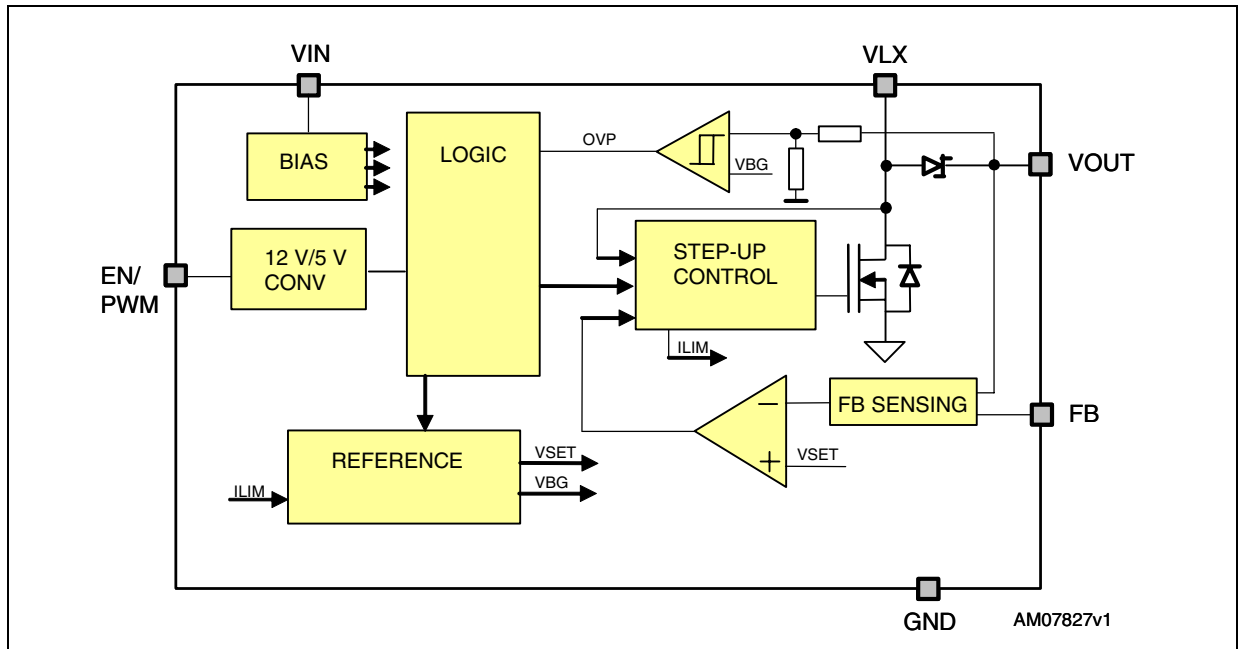 VIN
VLX
BIAS
LOGIC
OVP
VBG
VOUT
12 V/5 V
CONV
EN/
PWM
STEP-UP
CONTROL
ILIM
FB SENSING
FB
−
+
VSET
REFERENCE
VSET
VBG
ILIM
GND
AM07827v1